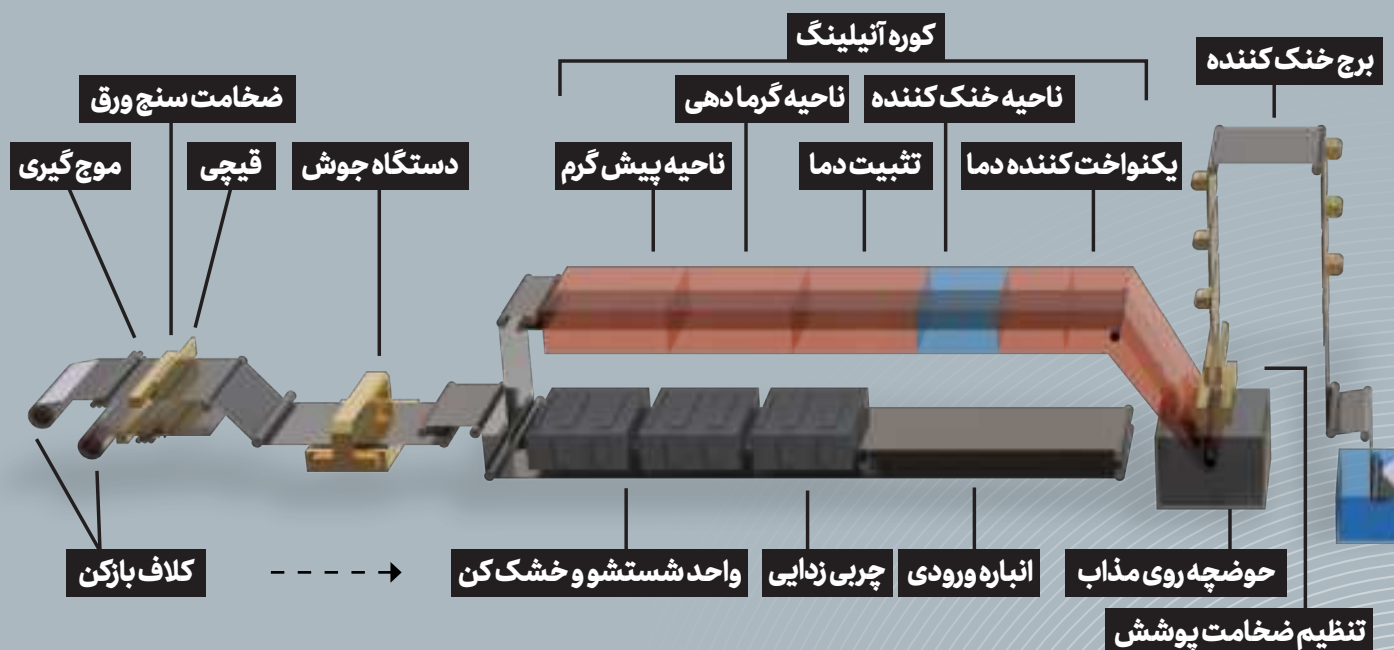 کوره آنیلینگ
برج خنک کننده
ناحیه خنک کننده
ناحیه گرمادهی
ضخامت سنج ورق
یکنواخت کننده دما
تثبیت دما
ناحیه پیش گرم
دستگاه جوش
قیچی
موج گیری
حوضچه روی مذاب
انباره ورودی
چربی زدایی
واحد شستشو و خشک کن
کلاف بازکن
تنظیم ضخامت پوشش